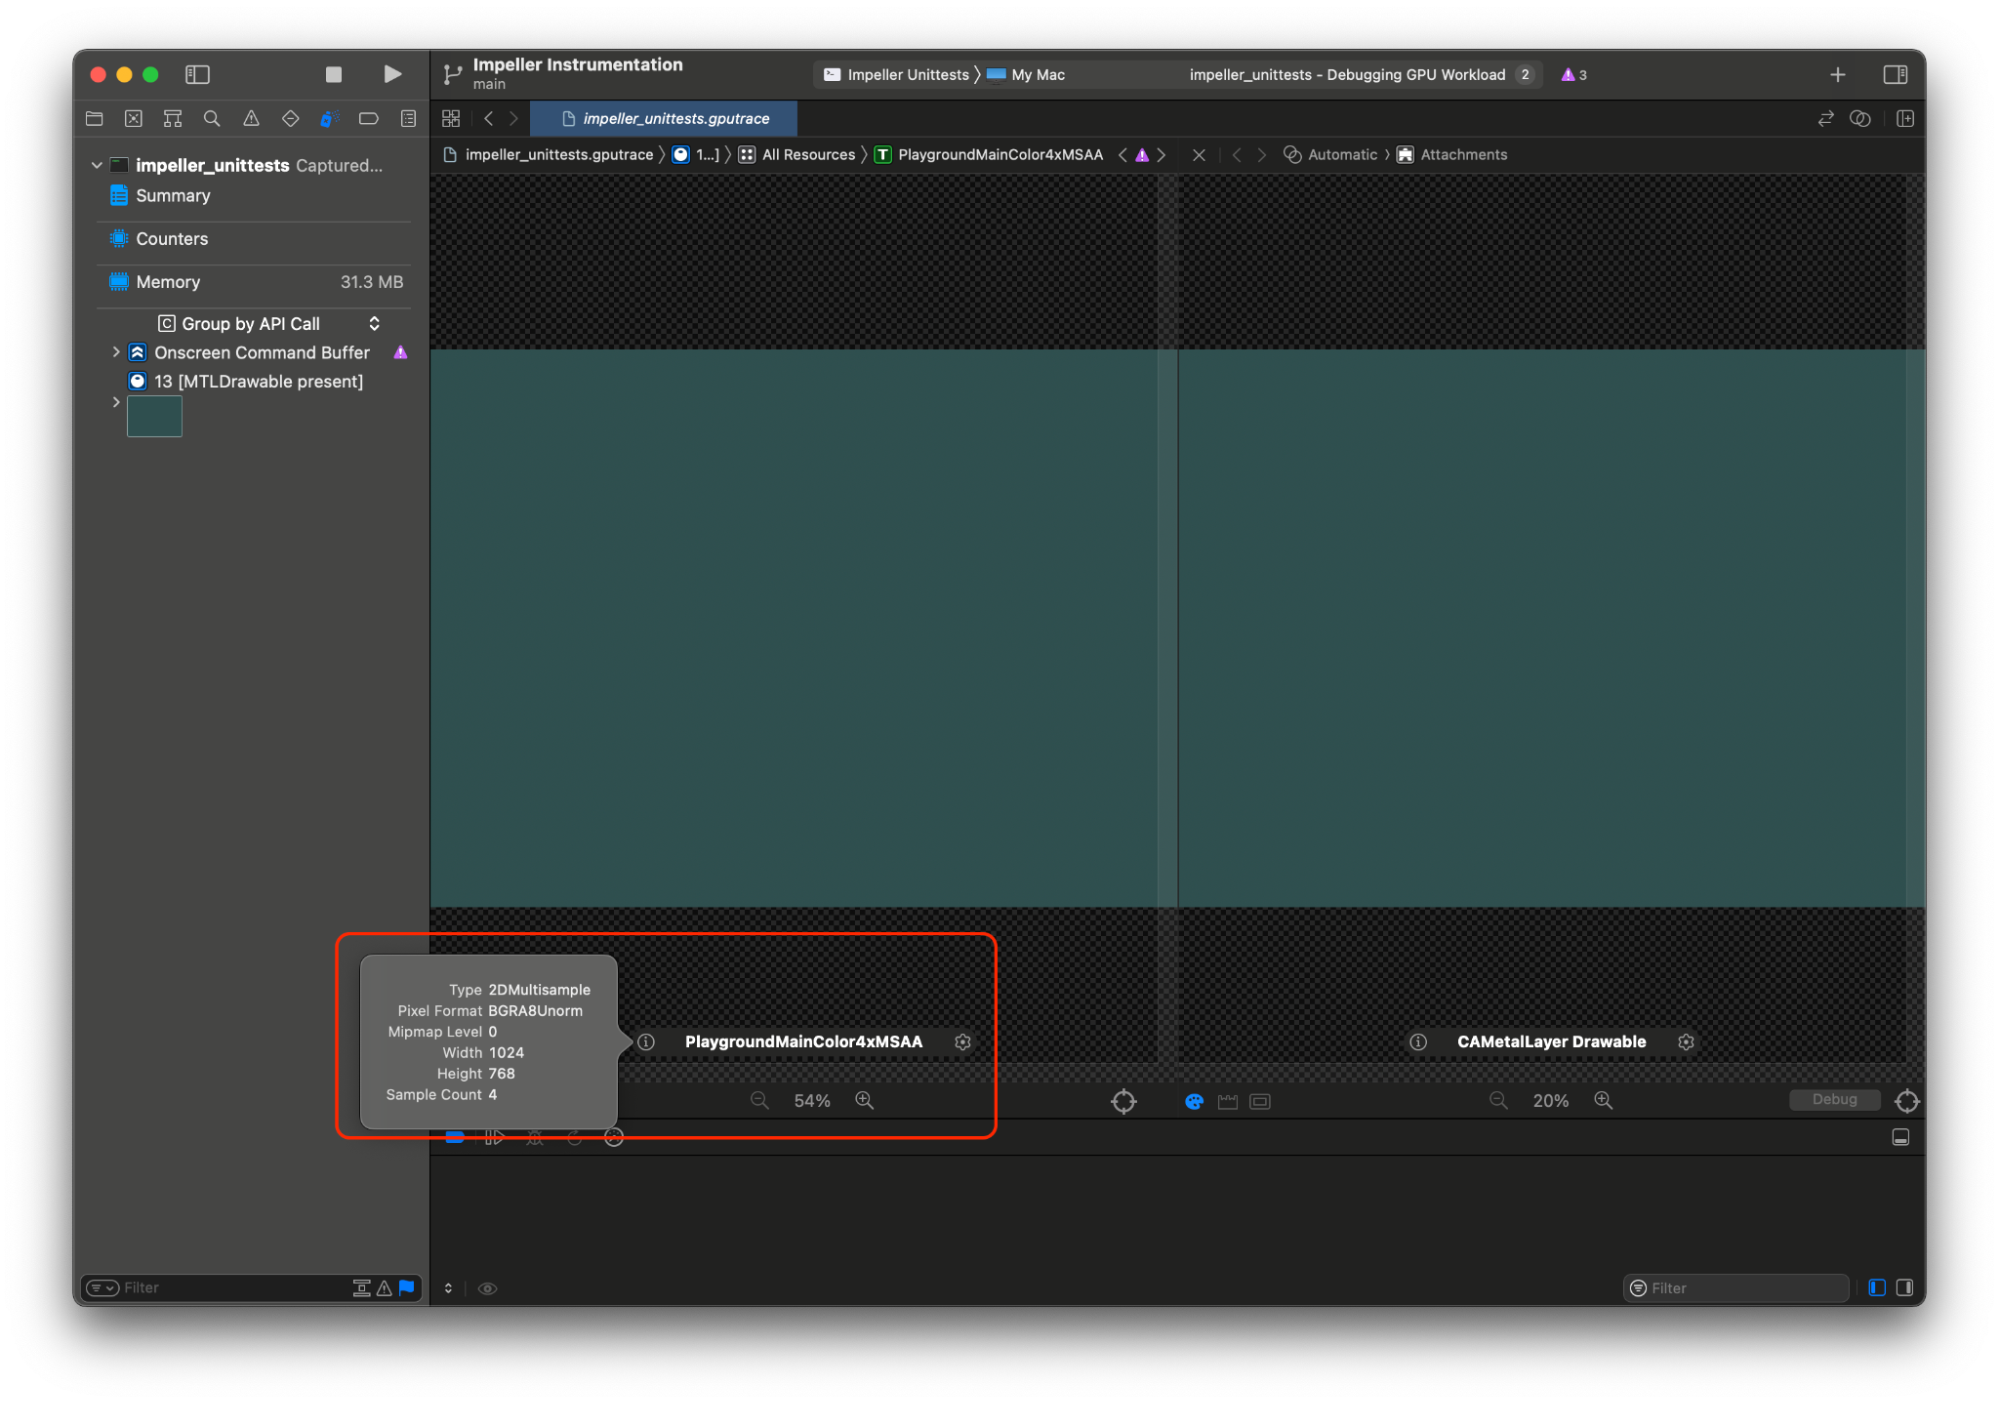 Impeller Instrumentation
main
Impeller Unittests 〉 My Mac
impeller_unittests - Debugging GPU Workload 2
3
impeller_unittests.gputrace
impeller_unittests Captured...
Summary
Counters
Memory 31.3 MB
Group by API Call
Onscreen Command Buffer
13 [MTLDrawable present]
Filter
impeller_unittests.gputrace 〉 1...] 〉 All Resources 〉 T PlaygroundMainColor4xMSAA
Automatic 〉 Attachments
Type 2DMultisample
Pixel Format BGRA8Unorm
Mipmap Level 0
Width 1024
Height 768
Sample Count 4
PlaygroundMainColor4xMSAA
54%
CAMetalLayer Drawable
20%
Debug
Filter